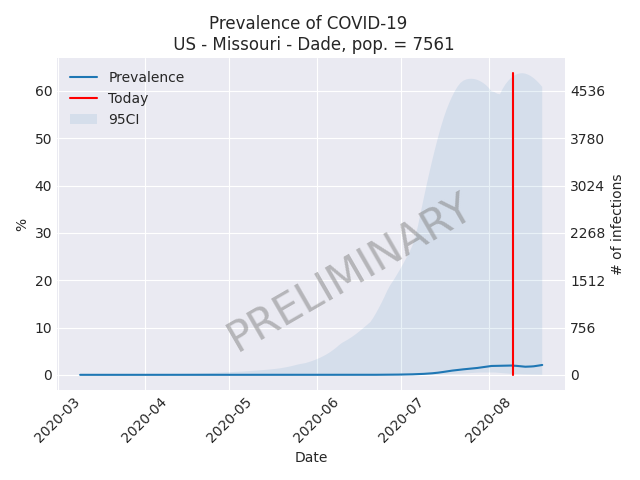 Prevalence of COVID-19
US - Missouri - Dade, pop. = 7561
Prevalence
Today
95CI
PRELIMINARY
%
60
50
40
30
20
10
0
4536
3780
3024
2268
1512
756
0
# of infections
2020-03
2020-04
2020-05
2020-06
2020-07
2020-08
Date